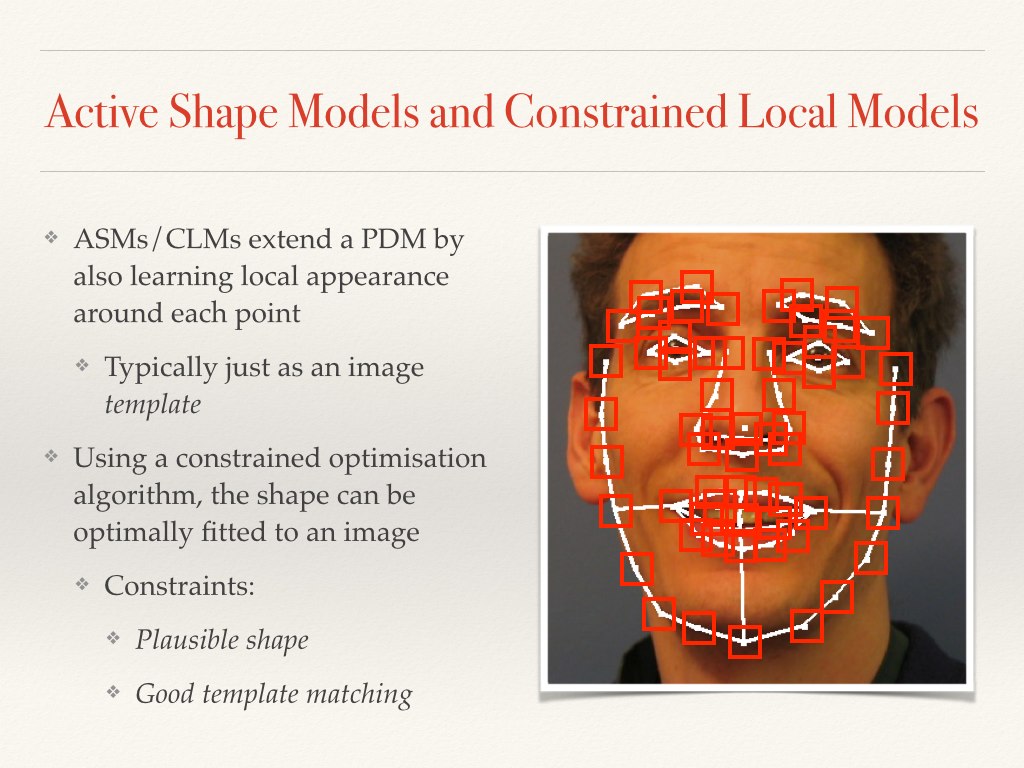 Active Shape Models and Constrained Local Models
❖ ASMs/CLMs extend a PDM by
also learning local appearance
around each point
❖ Typically just as an image
template
❖ Using a constrained optimisation
algorithm, the shape can be
optimally fitted to an image
❖ Constraints:
❖ Plausible shape
❖ Good template matching